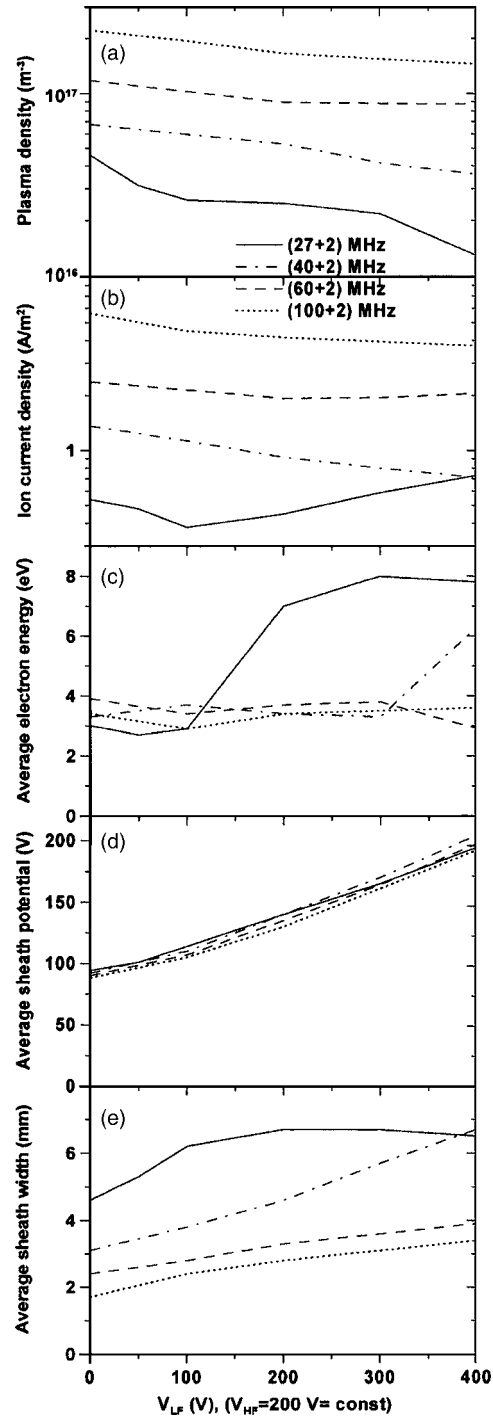 (a)
Plasma density (m⁻³)
10¹⁷
10¹⁶
(27+2) MHz
(40+2) MHz
(60+2) MHz
(100+2) MHz
(b)
Ion current density (A/m²)
1
(c)
Average electron energy (eV)
8
6
4
2
0
(d)
Average sheath potential (V)
200
150
100
50
0
(e)
Average sheath width (mm)
6
4
2
0
0 100 200 300 400
V_LF (V), (V_HF=200 V= const)